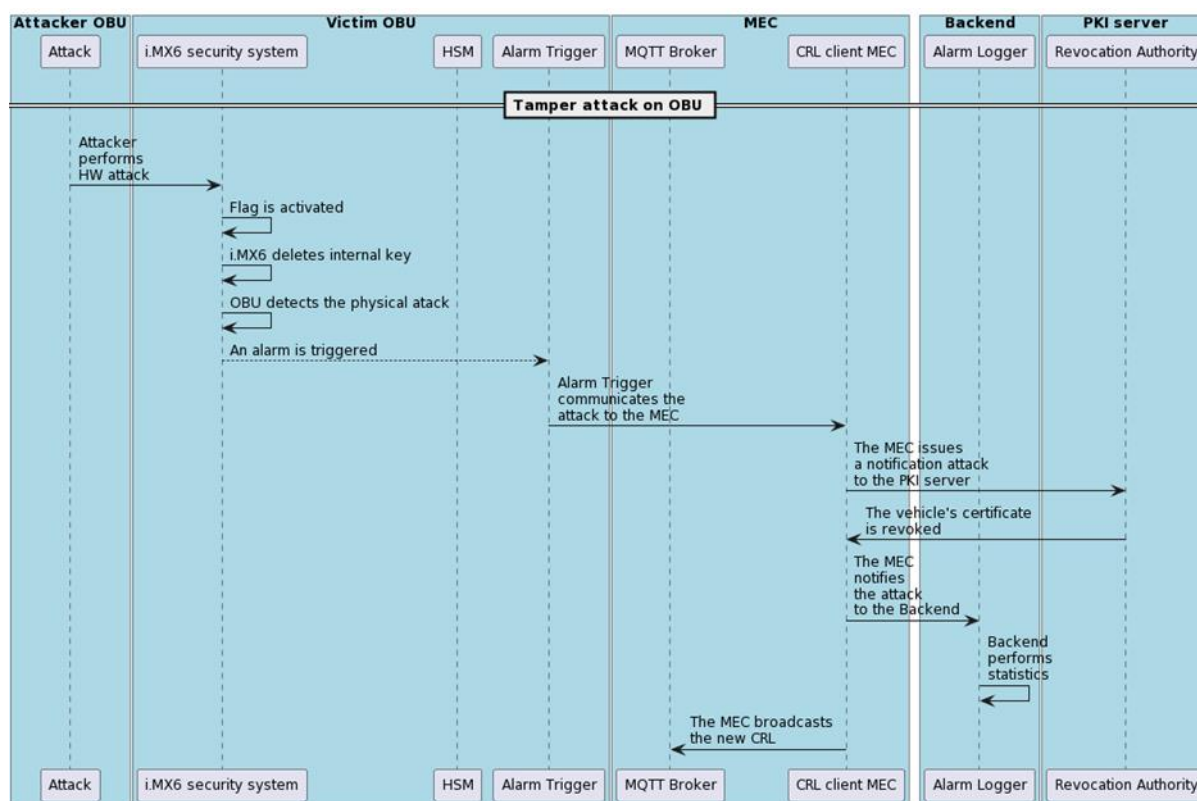 Attacker OBU
Victim OBU
MEC
Backend
PKI server
Attack
i.MX6 security system
HSM
Alarm Trigger
MQTT Broker
CRL client MEC
Alarm Logger
Revocation Authority
Tamper attack on OBU
Attacker
performs
HW attack
Flag is activated
i.MX6 deletes internal key
OBU detects the physical atack
An alarm is triggered
Alarm Trigger
communicates the
attack to the MEC
The MEC issues
a notification attack
to the PKI server
The vehicle's certificate
is revoked
The MEC
notifies
the attack
to the Backend
Backend
performs
statistics
The MEC broadcasts
the new CRL
Attack
i.MX6 security system
HSM
Alarm Trigger
MQTT Broker
CRL client MEC
Alarm Logger
Revocation Authority